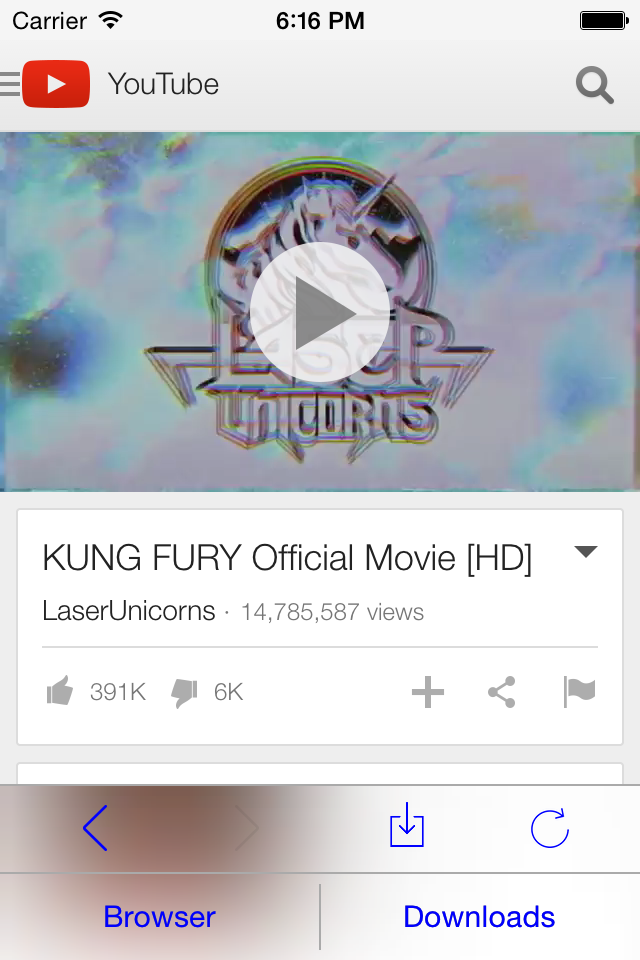 Carrier 6:16 PM
YouTube
LASER
UNICORNS
KUNG FURY Official Movie [HD]
LaserUnicorns · 14,785,587 views
391K 6K
Browser Downloads